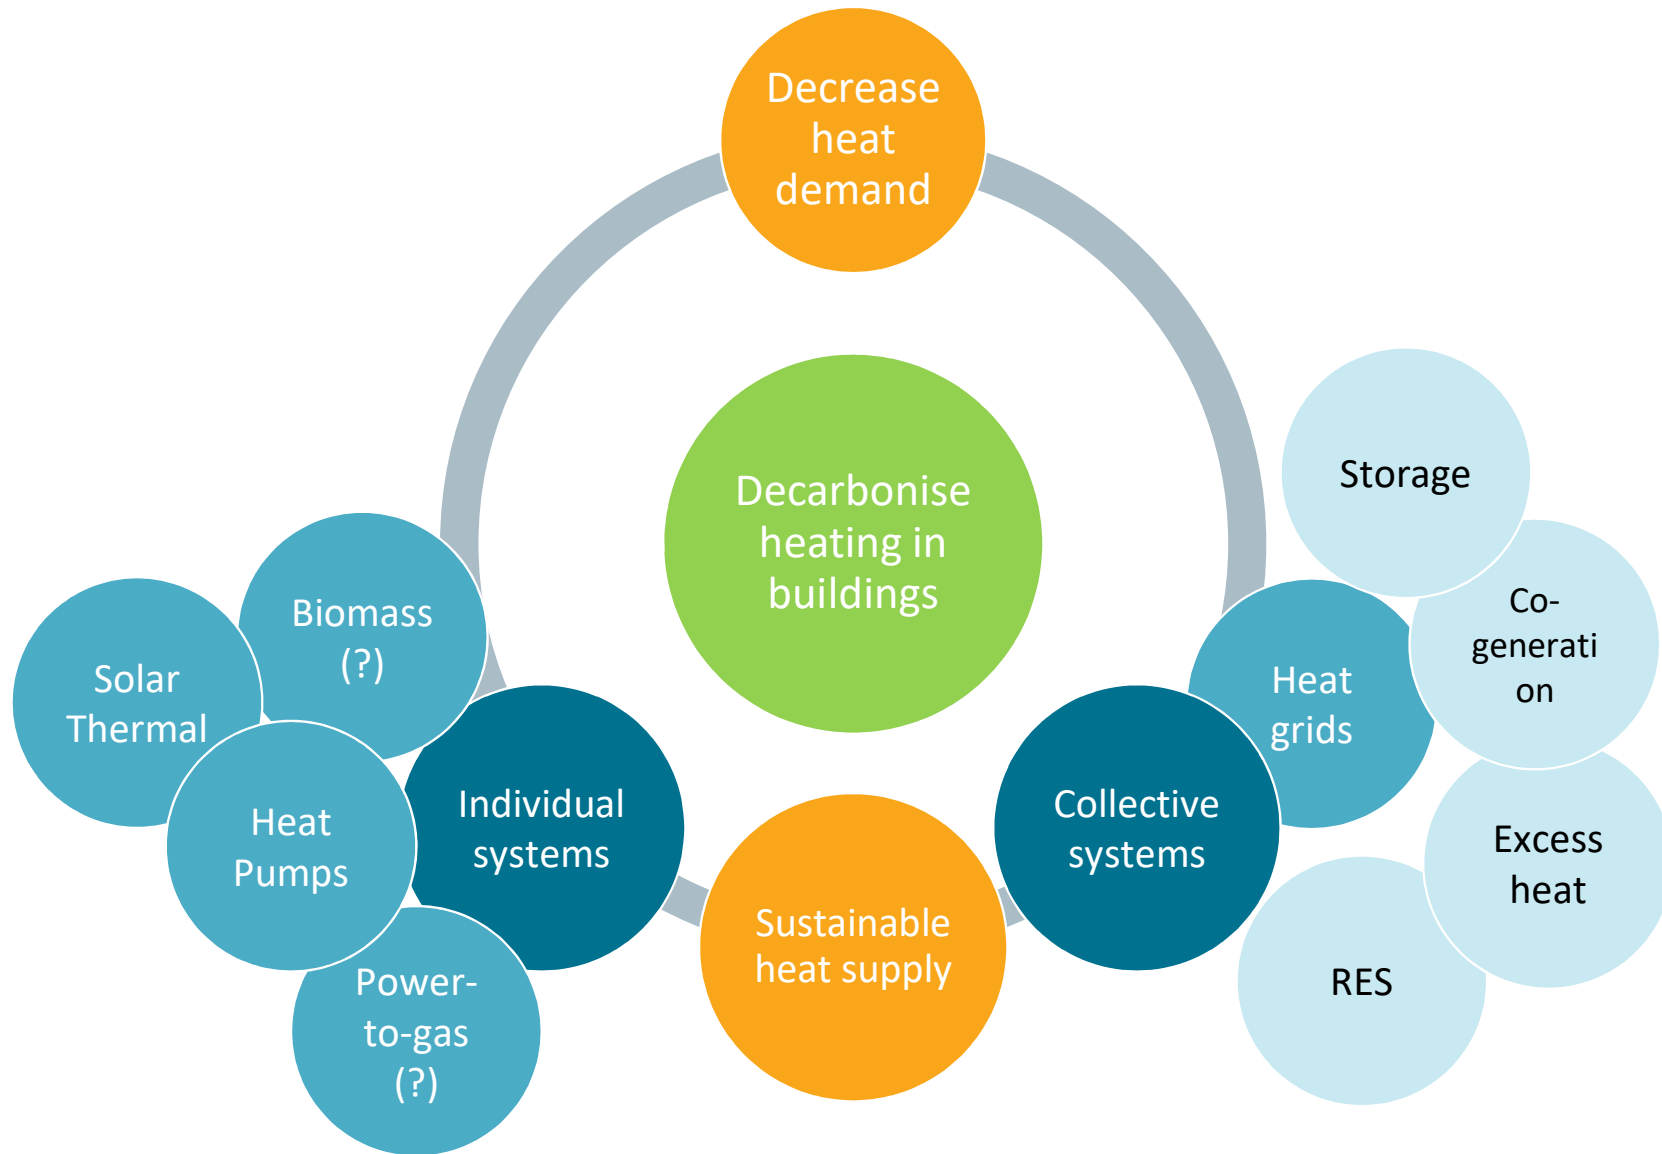 Decrease
heat
demand
Decarbonise
heating in
buildings
Storage
Co-
generati
on
Biomass
(?)
Solar
Thermal
Heat
grids
Individual
systems
Collective
systems
Heat
Pumps
Excess
heat
Sustainable
heat supply
Power-
to-gas
(?)
RES